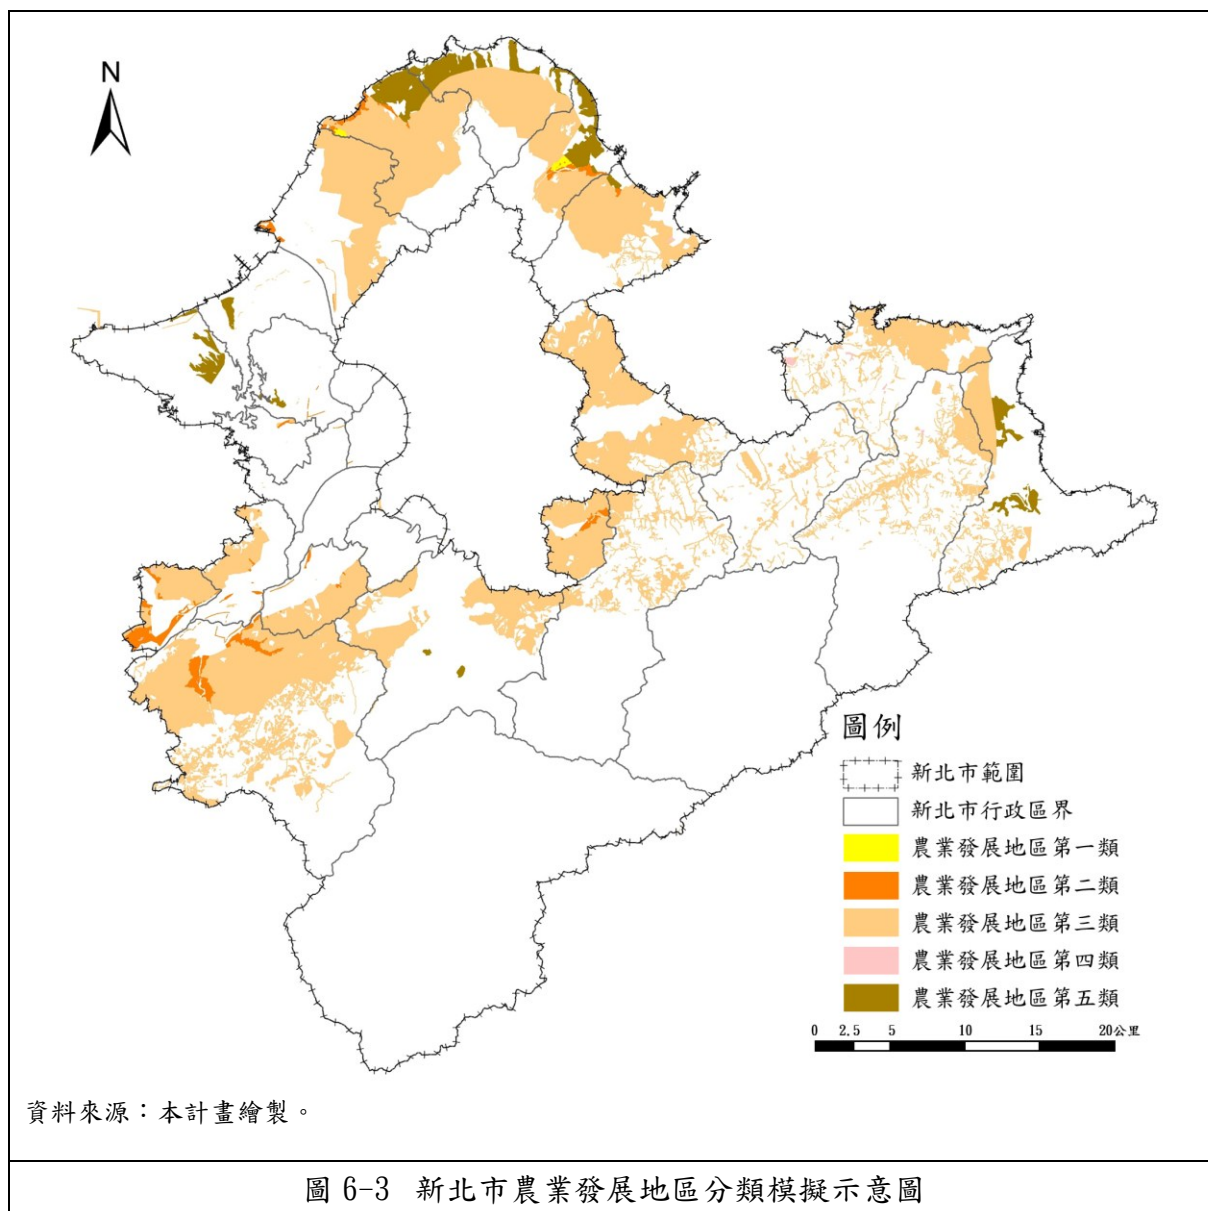 N
圖例
新北市範圍
新北市行政區界
農業發展地區第一類
農業發展地區第二類
農業發展地區第三類
農業發展地區第四類
農業發展地區第五類
0 2.5 5 10 15 20公里
資料來源：本計畫繪製。
圖 6-3 新北市農業發展地區分類模擬示意圖